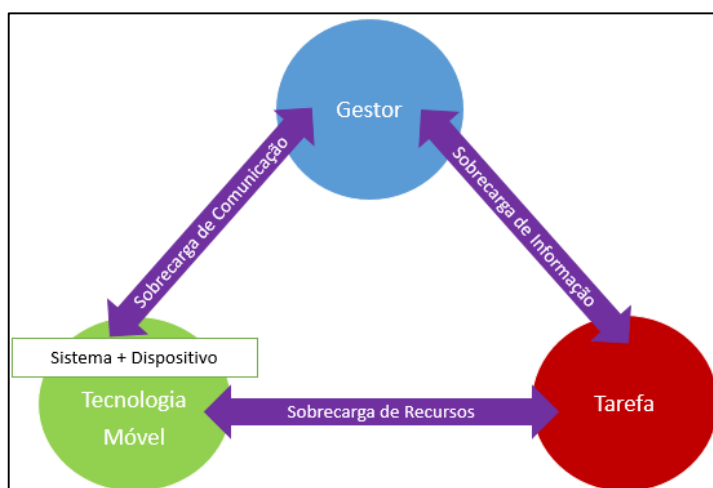 Gestor
Sobrecarga de Comunicação
Sobrecarga de Informação
Sistema + Dispositivo
Tecnologia
Móvel
Sobrecarga de Recursos
Tarefa